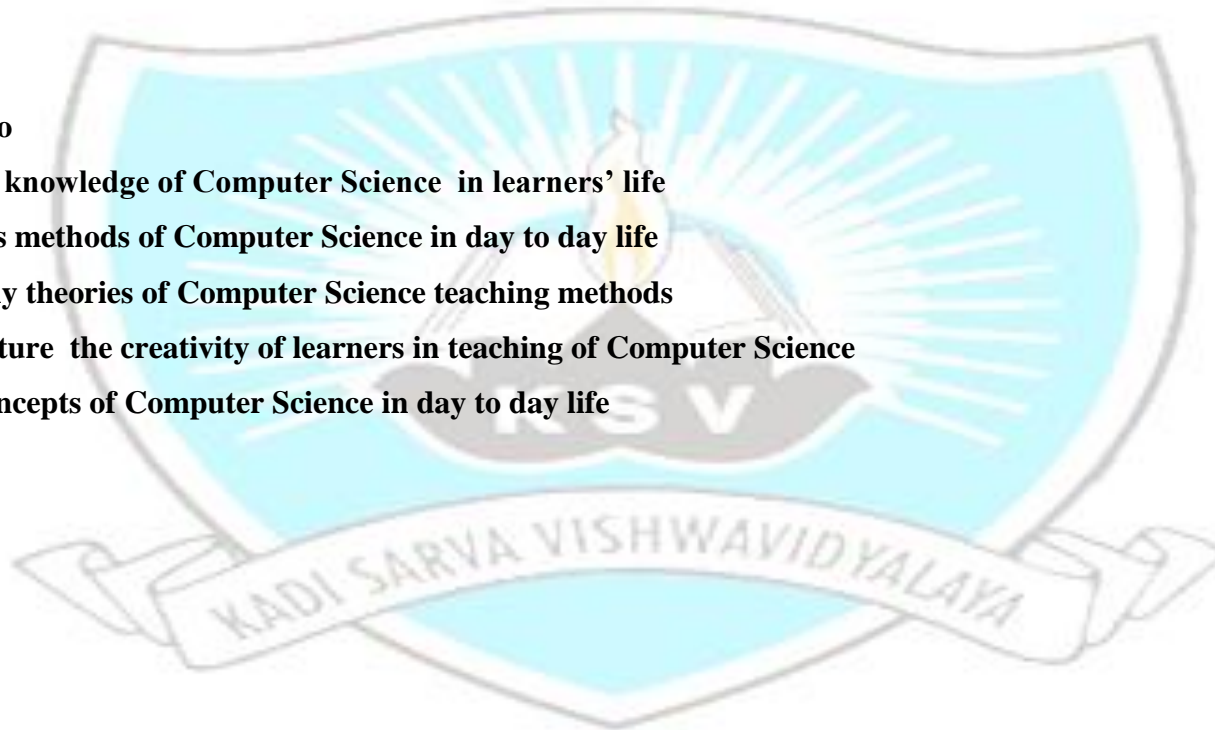 o
knowledge of Computer Science in learners’ life
s methods of Computer Science in day to day life
y theories of Computer Science teaching methods
ture the creativity of learners in teaching of Computer Science
ncepts of Computer Science in day to day life
KSV
KADI SARVA VISHWAVIDYALAYA